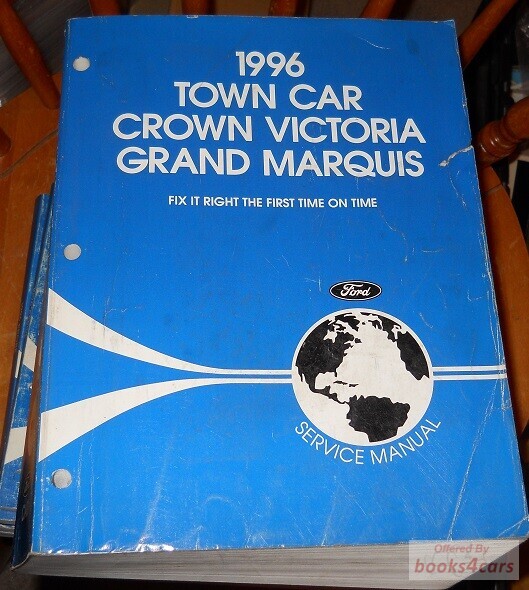 1996
TOWN CAR
CROWN VICTORIA
GRAND MARQUIS
FIX IT RIGHT THE FIRST TIME ON TIME
Ford
SERVICE MANUAL
Offered By
books4cars